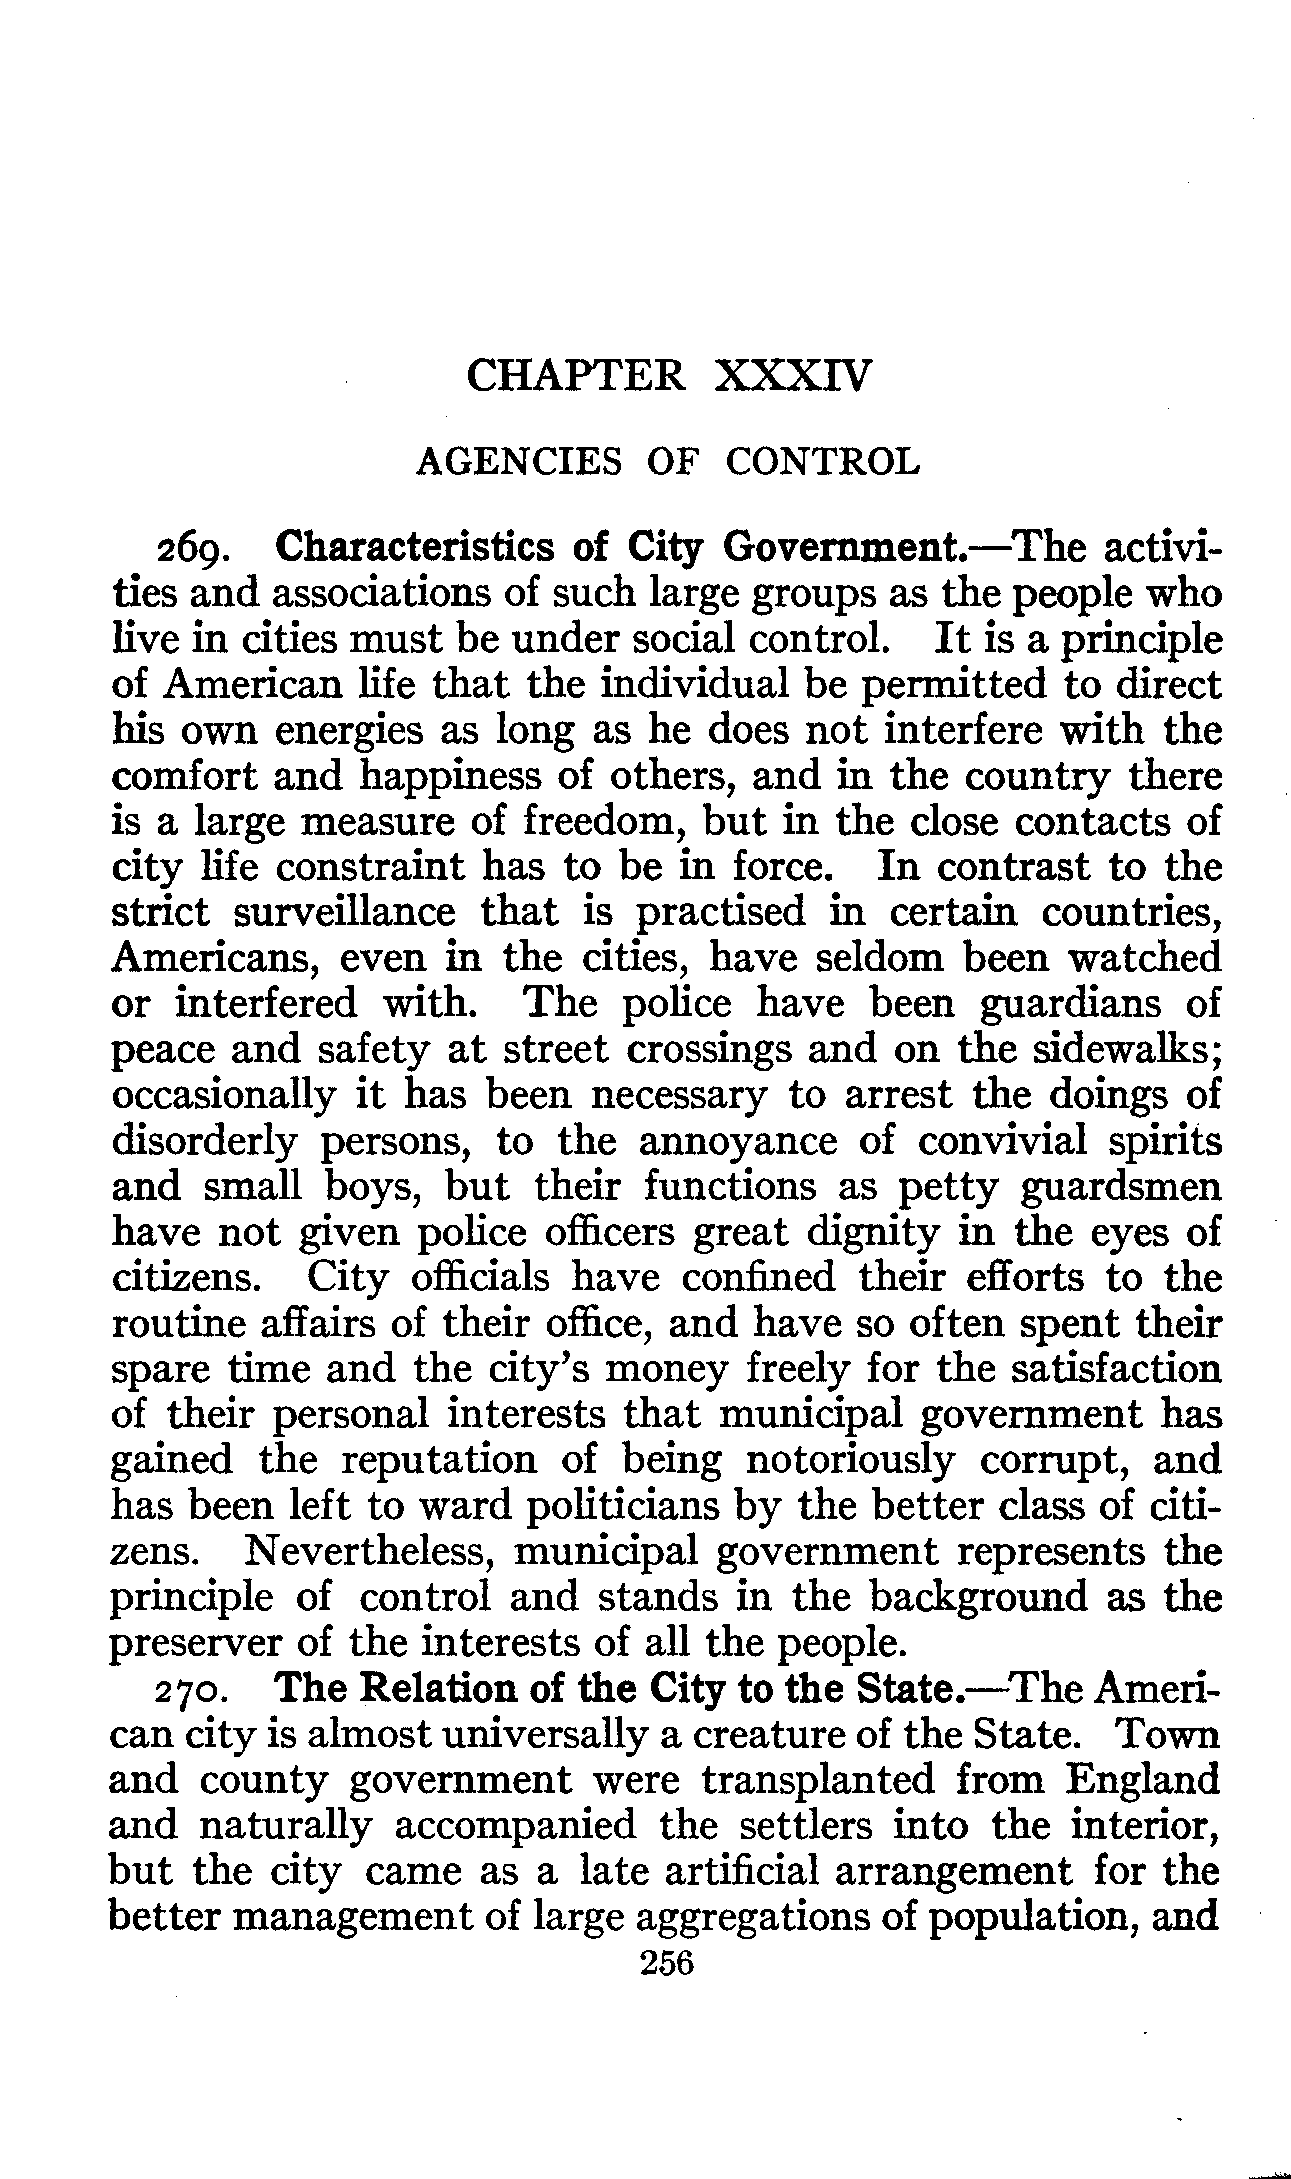 CHAPTER XXXIV
AGENCIES OF CONTROL
269. Characteristics of City Government.—The activi-
ties and associations of such large groups as the people who
live in cities must be under social control. It is a principle
of American life that the individual be permitted to direct
his own energies as long as he does not interfere with the
comfort and happiness of others, and in the country there
is a large measure of freedom, but in the close contacts of
city life constraint has to be in force. In contrast to the
strict surveillance that is practised in certain countries,
Americans, even in the cities, have seldom been watched
or interfered with. The police have been guardians of
peace and safety at street crossings and on the sidewalks;
occasionally it has been necessary to arrest the doings of
disorderly persons, to the annoyance of convivial spirits
and small boys, but their functions as petty guardsmen
have not given police officers great dignity in the eyes of
citizens. City officials have confined their efforts to the
routine affairs of their office, and have so often spent their
spare time and the city's money freely for the satisfaction
of their personal interests that municipal government has
gained the reputation of being notoriously corrupt, and
has been left to ward politicians by the better class of citi-
zens. Nevertheless, municipal government represents the
principle of control and stands in the background as the
preserver of the interests of all the people.
270. The Relation of the City to the State.—The Ameri-
can city is almost universally a creature of the State. Town
and county government were transplanted from England
and naturally accompanied the settlers into the interior,
but the city came as a late artificial arrangement for the
better management of large aggregations of population, and
256